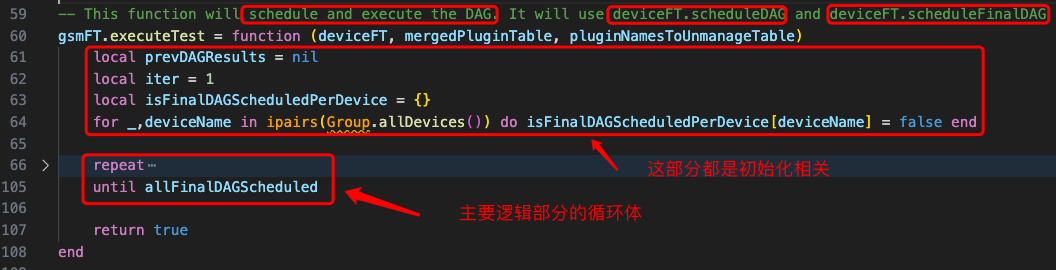 59 -- This function will schedule and execute the DAG. It will use deviceFT.scheduleDAG and deviceFT.scheduleFinalDAG
60 gsmFT.executeTest = function (deviceFT, mergedPluginTable, pluginNamesToUnmanageTable)
61 local prevDAGResults = nil
62 local iter = 1
63 local isFinalDAGScheduledPerDevice = {}
64 for _,deviceName in ipairs(Group.allDevices()) do isFinalDAGScheduledPerDevice[deviceName] = false end
65
66 repeat…
这部分都是初始化相关
105 until allFinalDAGScheduled
106
主要逻辑部分的循环体
107 return true
108 end